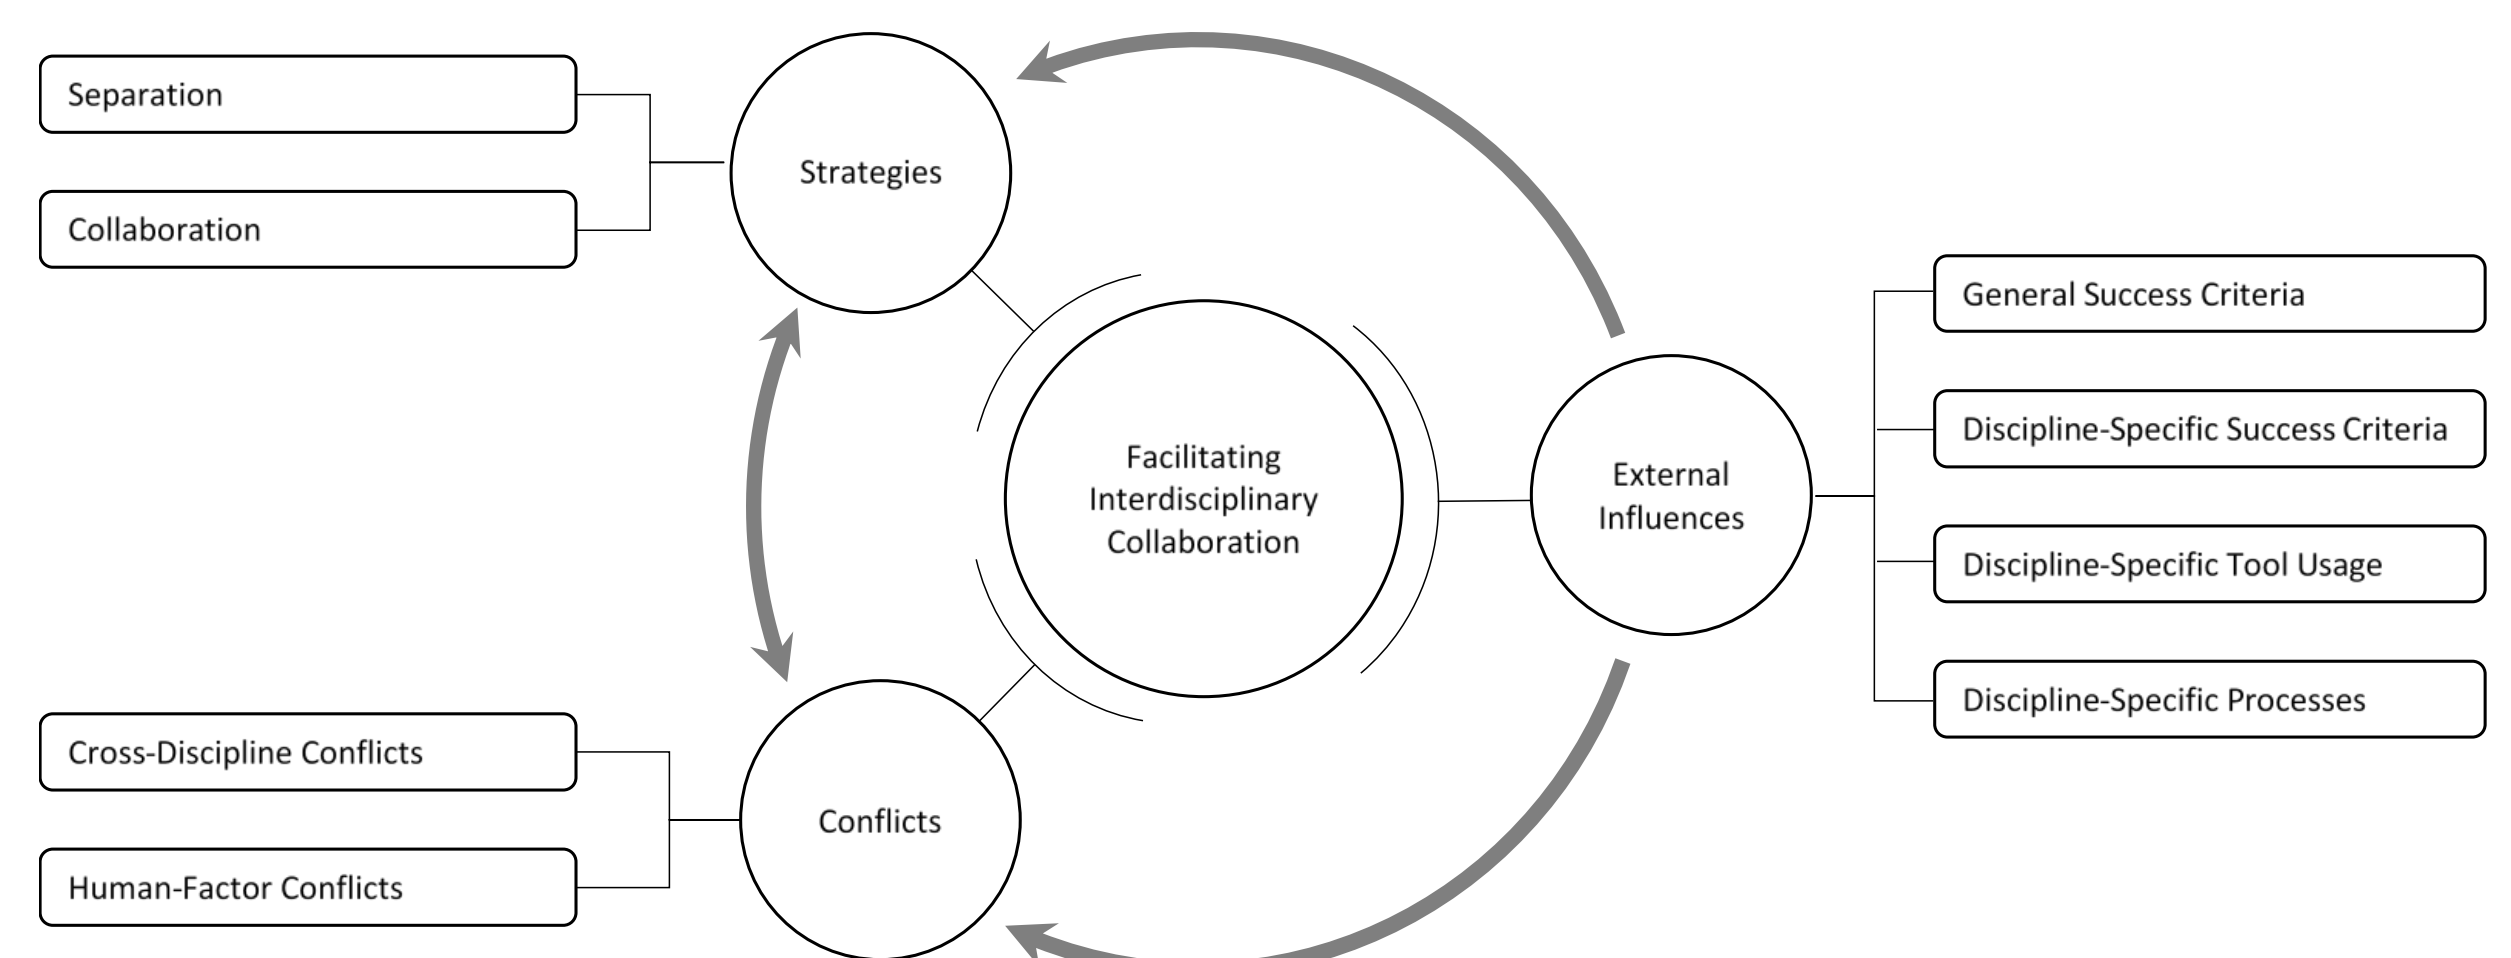 Separation
Collaboration
Strategies
General Success Criteria
Discipline-Specific Success Criteria
Discipline-Specific Tool Usage
Discipline-Specific Processes
External
Influences
Facilitating
Interdisciplinary
Collaboration
Cross-Discipline Conflicts
Human-Factor Conflicts
Conflicts